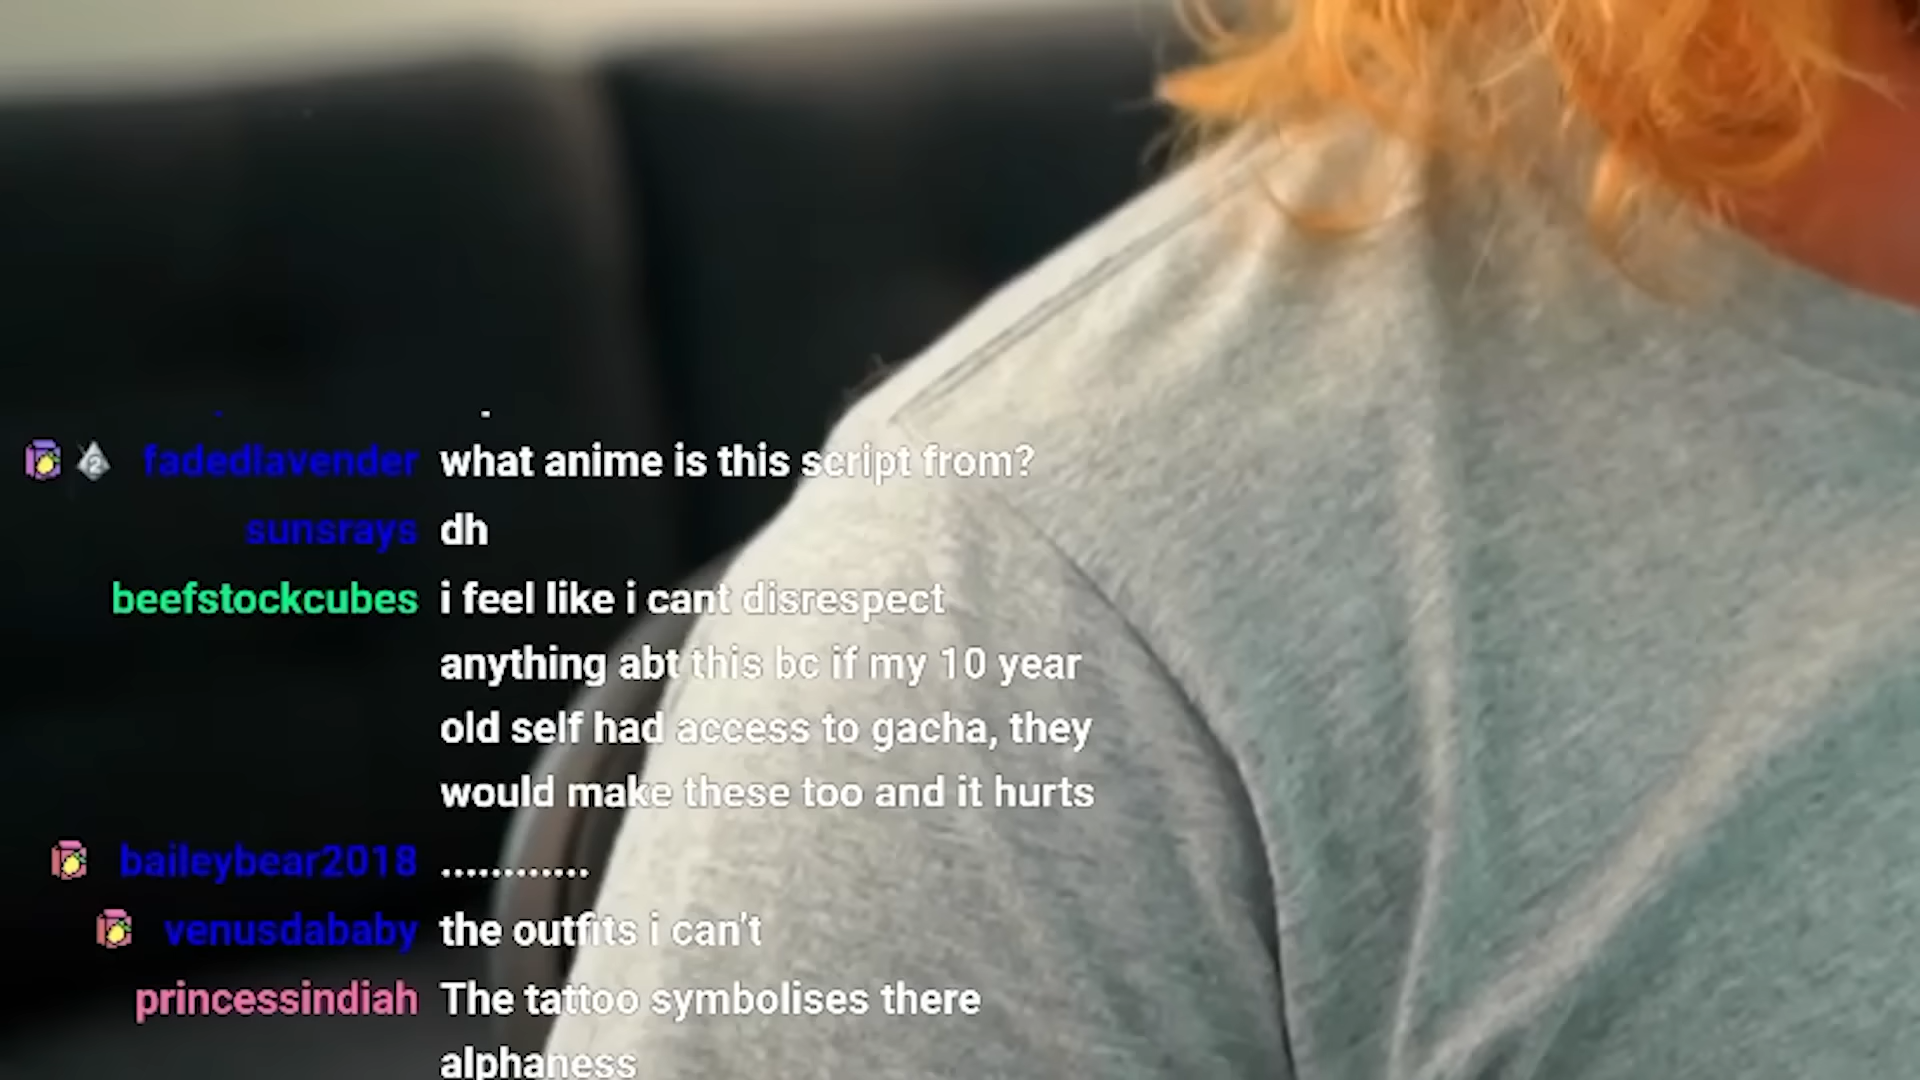 fadedlavender what anime is this script from?
sunsrays dh
beefstockcubes i feel like i cant disrespect
anything abt this bc if my 10 year
old self had access to gacha, they
would make these too and it hurts
baileybear2018 ............
venusdababy the outfits i can't
princessindiah The tattoo symbolises there
alphaness